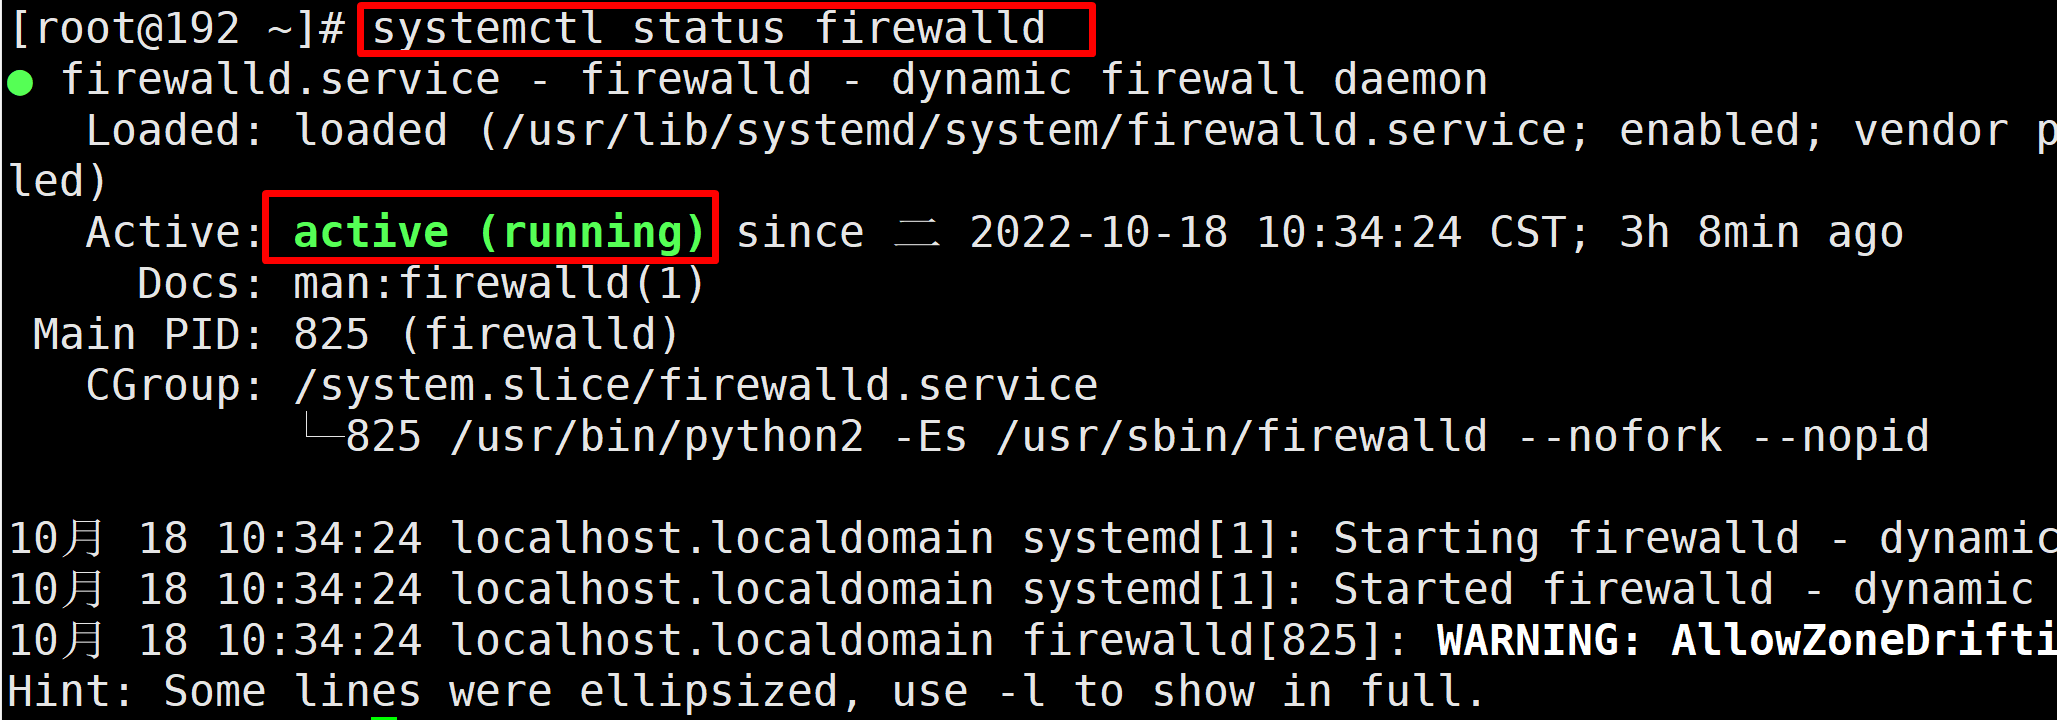 [root@192 ~]# systemctl status firewalld
● firewalld.service - firewalld - dynamic firewall daemon
   Loaded: loaded (/usr/lib/systemd/system/firewalld.service; enabled; vendor p
led)
   Active: active (running) since 二 2022-10-18 10:34:24 CST; 3h 8min ago
     Docs: man:firewalld(1)
 Main PID: 825 (firewalld)
   CGroup: /system.slice/firewalld.service
           └─825 /usr/bin/python2 -Es /usr/sbin/firewalld --nofork --nopid

10月 18 10:34:24 localhost.localdomain systemd[1]: Starting firewalld - dynamic
10月 18 10:34:24 localhost.localdomain systemd[1]: Started firewalld - dynamic
10月 18 10:34:24 localhost.localdomain firewalld[825]: WARNING: AllowZoneDrifti
Hint: Some lines were ellipsized, use -l to show in full.